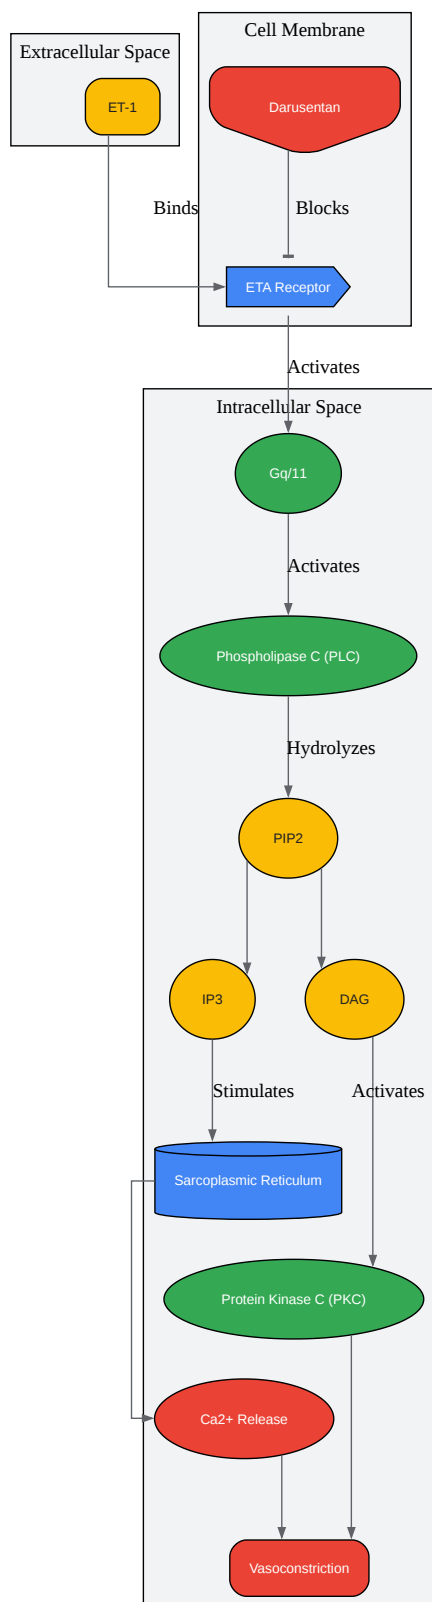 Cell Membrane
Extracellular Space
ET-1
Darusentan
Binds
Blocks
ETA Receptor
Activates
Intracellular Space
Gq/11
Activates
Phospholipase C (PLC)
Hydrolyzes
PIP2
IP3
DAG
Stimulates
Activates
Sarcoplasmic Reticulum
Protein Kinase C (PKC)
Ca2+ Release
Vasoconstriction